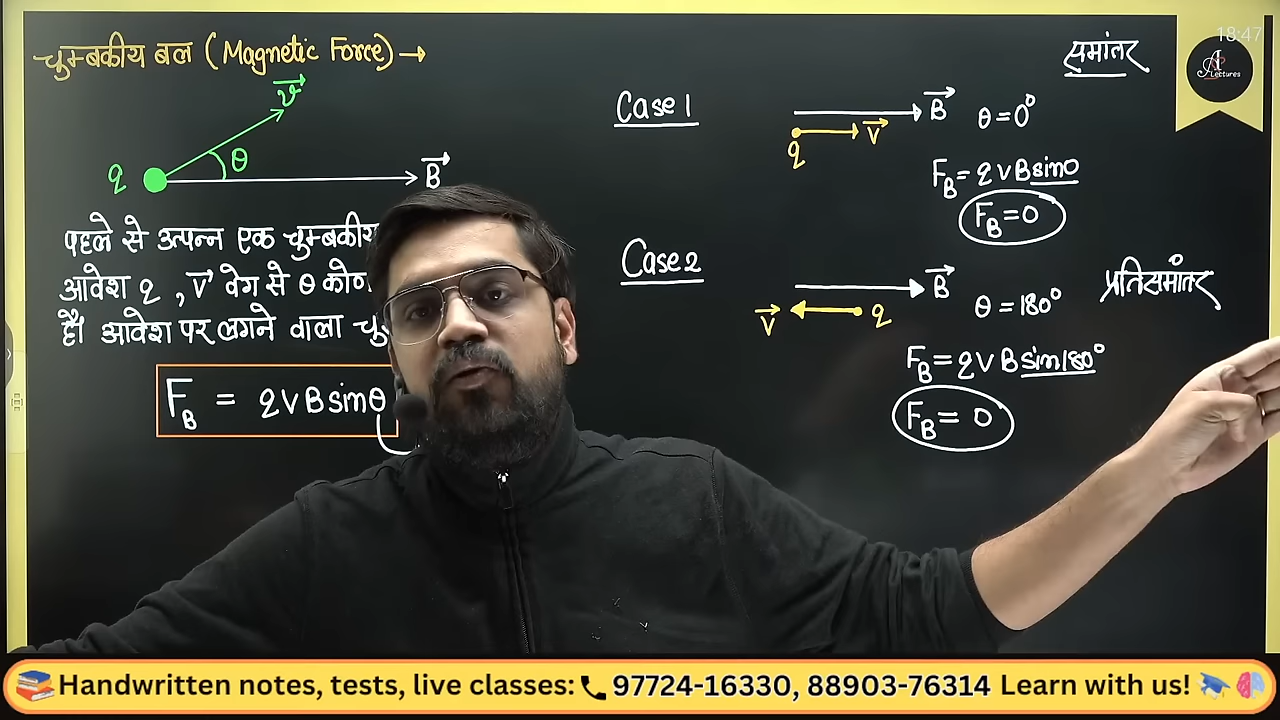 18:47
चुम्बकीय बल (Magnetic Force) →
v
q
θ
B
पहले से उत्पन्न एक चुम्बकीय
आवेश q , v वेग से θ कोण
है। आवेश पर लगने वाला
F_B = qvBsinθ
समांतर
A
Lectures
Case 1
B
θ = 0°
q
v
F_B = qvBsin0
F_B = 0
Case 2
B
प्रतिसमांतर
v
q
θ = 180°
F_B = qvBsin180°
F_B = 0
Handwritten notes, tests, live classes: 97724-16330, 88903-76314 Learn with us!